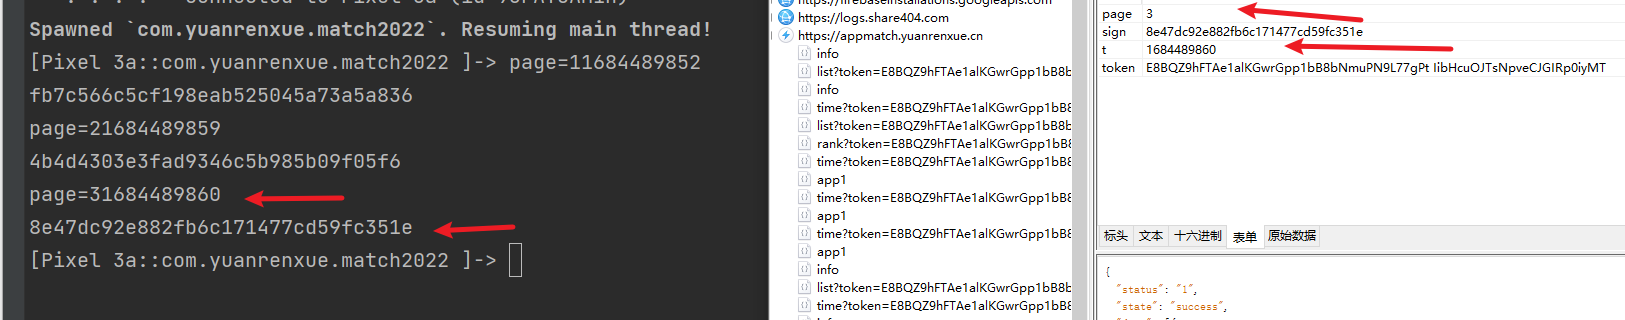 Spawned `com.yuanrenxue.match2022`. Resuming main thread!
[Pixel 3a::com.yuanrenxue.match2022 ]-> page=11684489852
fb7c566c5cf198eab525045a73a5a836
page=21684489859
4b4d4303e3fad9346c5b985b09f05f6
page=31684489860
8e47dc92e882fb6c171477cd59fc351e
[Pixel 3a::com.yuanrenxue.match2022 ]->
https://firebaseinstallations.googleapis.com
https://logs.share404.com
https://appmatch.yuanrenxue.cn
info
list?token=E8BQZ9hFTAe1alKGwrGpp1bB8b
info
time?token=E8BQZ9hFTAe1alKGwrGpp1bB8
list?token=E8BQZ9hFTAe1alKGwrGpp1bB8b
rank?token=E8BQZ9hFTAe1alKGwrGpp1bB8
time?token=E8BQZ9hFTAe1alKGwrGpp1bB8
app1
time?token=E8BQZ9hFTAe1alKGwrGpp1bB8
app1
time?token=E8BQZ9hFTAe1alKGwrGpp1bB8
app1
info
list?token=E8BQZ9hFTAe1alKGwrGpp1bB8b
time?token=E8BQZ9hFTAe1alKGwrGpp1bB8
page 3
sign 8e47dc92e882fb6c171477cd59fc351e
t 1684489860
token E8BQZ9hFTAe1alKGwrGpp1bB8bNmuPN9L77gPt IibHcuOJTsNpveCJGIRp0iyMT
标头 文本 十六进制 表单 原始数据
{
"status": "1",
"state": "success",